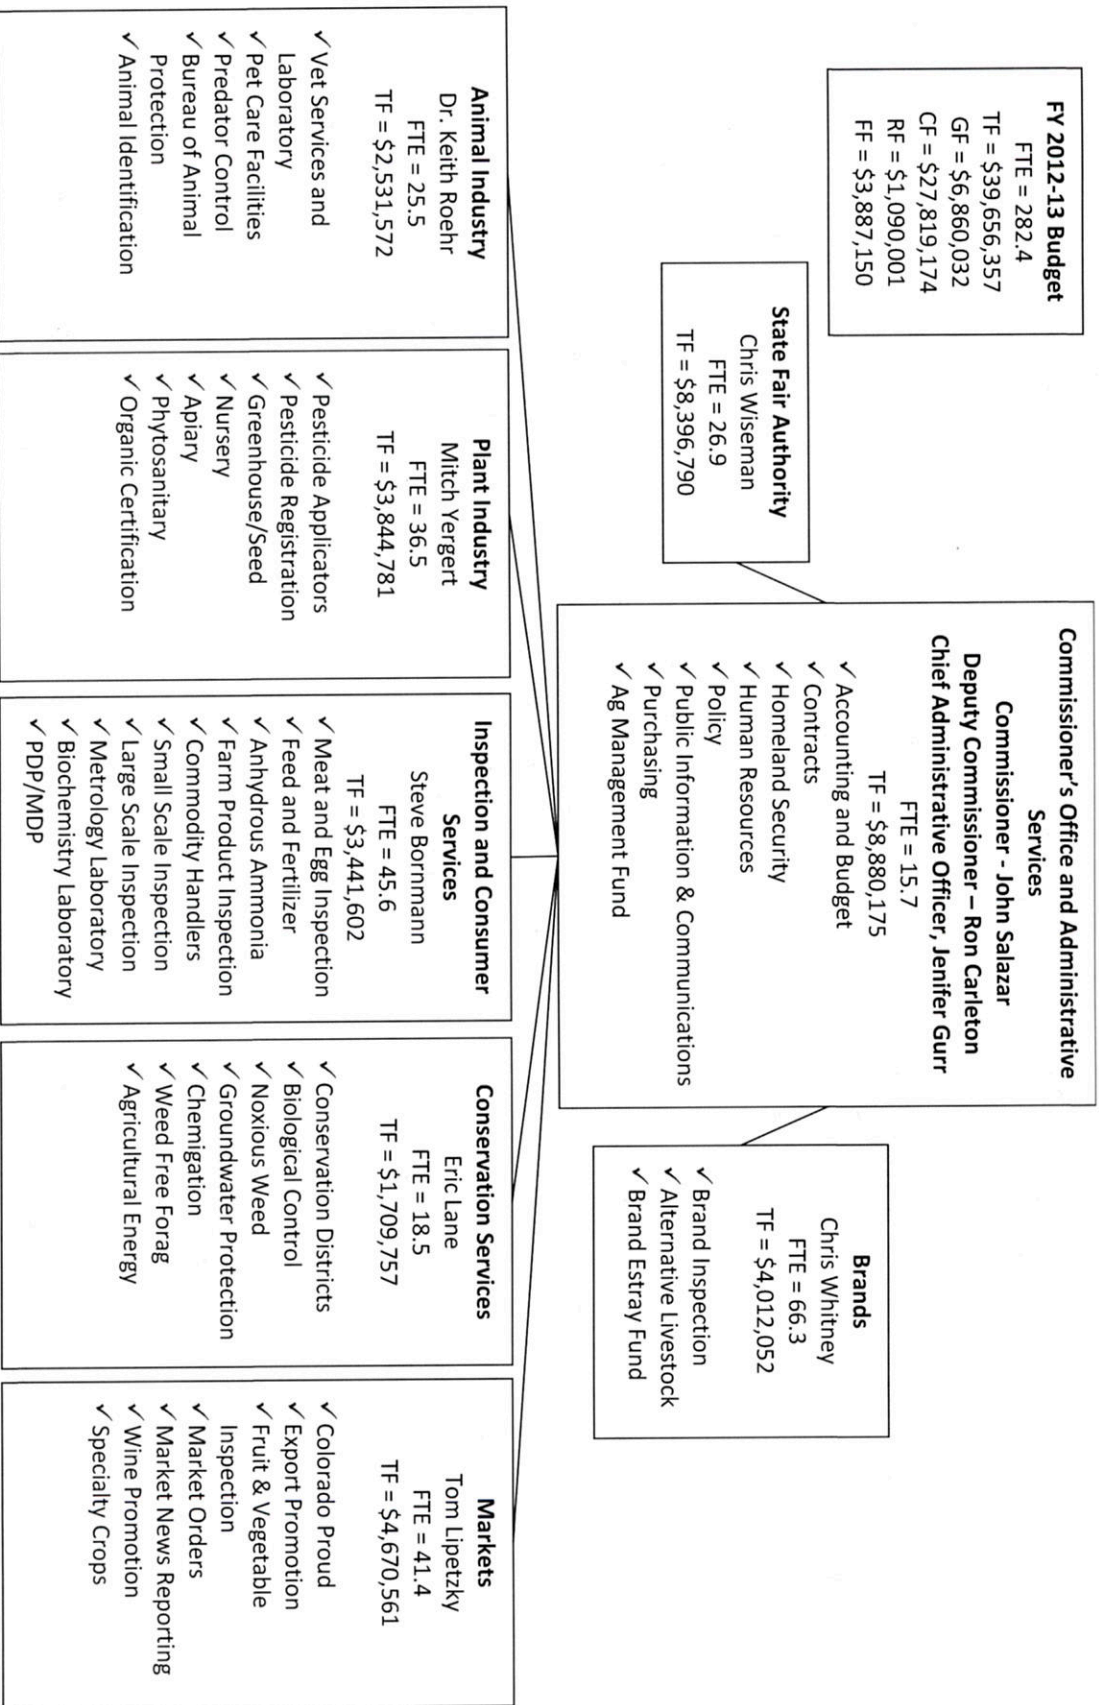 FY 2012-13 Budget
FTE = 282.4
TF = $39,656,357
GF = $6,860,032
CF = $27,819,174
RF = $1,090,001
FF = $3,887,150
Commissioner's Office and Administrative
Services
Commissioner - John Salazar
Deputy Commissioner – Ron Carleton
Chief Administrative Officer, Jenifer Gurr
FTE = 15.7
TF = $8,880,175
✓ Accounting and Budget
✓ Contracts
✓ Homeland Security
✓ Human Resources
✓ Policy
✓ Public Information & Communications
✓ Purchasing
✓ Ag Management Fund
State Fair Authority
Chris Wiseman
FTE = 26.9
TF = $8,396,790
Brands
Chris Whitney
FTE = 66.3
TF = $4,012,052
✓ Brand Inspection
✓ Alternative Livestock
✓ Brand Estray Fund
Animal Industry
Dr. Keith Roehr
FTE = 25.5
TF = $2,531,572
✓ Vet Services and
Laboratory
✓ Pet Care Facilities
✓ Predator Control
✓ Bureau of Animal
Protection
✓ Animal Identification
Plant Industry
Mitch Yergert
FTE = 36.5
TF = $3,844,781
✓ Pesticide Applicators
✓ Pesticide Registration
✓ Greenhouse/Seed
✓ Nursery
✓ Apiary
✓ Phytosanitary
✓ Organic Certification
Inspection and Consumer
Services
Steve Bornmann
FTE = 45.6
TF = $3,441,602
✓ Meat and Egg Inspection
✓ Feed and Fertilizer
✓ Anhydrous Ammonia
✓ Farm Product Inspection
✓ Commodity Handlers
✓ Small Scale Inspection
✓ Large Scale Inspection
✓ Metrology Laboratory
✓ Biochemistry Laboratory
✓ PDP/MDP
Conservation Services
Eric Lane
FTE = 18.5
TF = $1,709,757
✓ Conservation Districts
✓ Biological Control
✓ Noxious Weed
✓ Groundwater Protection
✓ Chemigation
✓ Weed Free Forag
✓ Agricultural Energy
Markets
Tom Lipetzky
FTE = 41.4
TF = $4,670,561
✓ Colorado Proud
✓ Export Promotion
✓ Fruit & Vegetable
Inspection
✓ Market Orders
✓ Market News Reporting
✓ Wine Promotion
✓ Specialty Crops